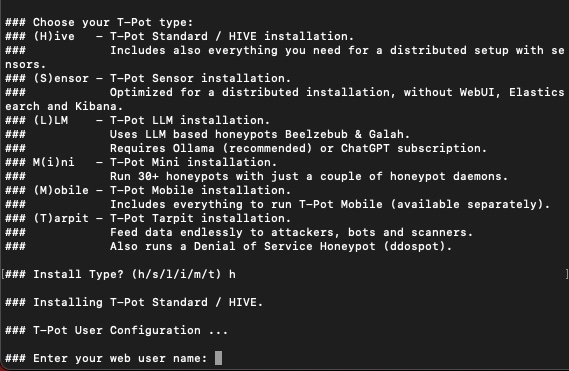 ### Choose your T-Pot type:
### (H)ive   - T-Pot Standard / HIVE installation.
###            Includes also everything you need for a distributed setup with se
nsors.
### (S)ensor - T-Pot Sensor installation.
###            Optimized for a distributed installation, without WebUI, Elastics
earch and Kibana.
### (L)LM    - T-Pot LLM installation.
###            Uses LLM based honeypots Beelzebub & Galah.
###            Requires Ollama (recommended) or ChatGPT subscription.
### M(i)ni   - T-Pot Mini installation.
###            Run 30+ honeypots with just a couple of honeypot daemons.
### (M)obile - T-Pot Mobile installation.
###            Includes everything to run T-Pot Mobile (available separately).
### (T)arpit - T-Pot Tarpit installation.
###            Feed data endlessly to attackers, bots and scanners.
###            Also runs a Denial of Service Honeypot (ddospot).
[### Install Type? (h/s/l/i/m/t) h ]
### Installing T-Pot Standard / HIVE.
### T-Pot User Configuration ...
### Enter your web user name: